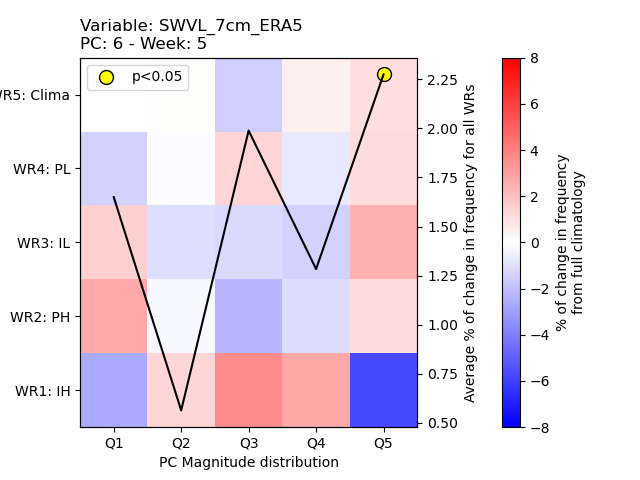 Variable: SWVL_7cm_ERA5
PC: 6 - Week: 5
p<0.05
R5: Clima
WR4: PL
WR3: IL
WR2: PH
WR1: IH
Q1 Q2 Q3 Q4 Q5
PC Magnitude distribution
2.25
2.00
1.75
1.50
1.25
1.00
0.75
0.50
Average % of change in frequency for all WRs
8
6
4
2
0
−2
−4
−6
−8
% of change in frequency
from full climatology